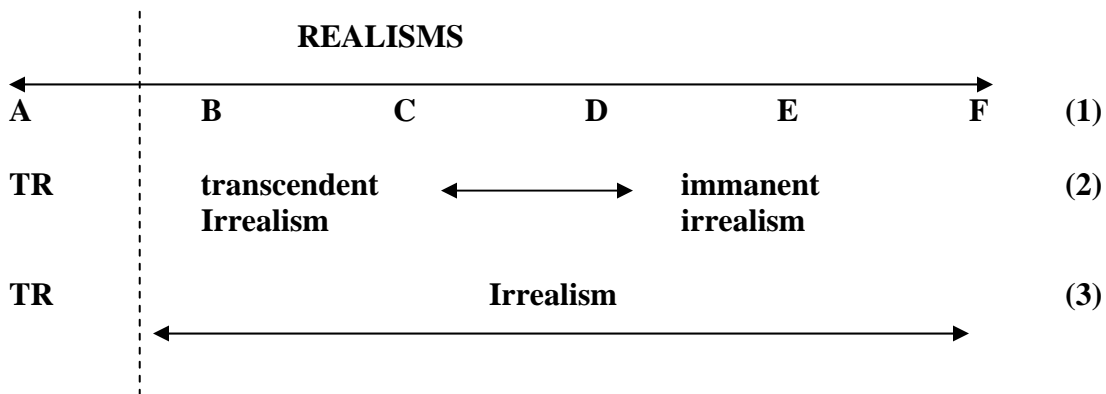 REALISMS
A B C D E F (1)
TR transcendent immanent (2)
Irrealism irrealism
TR Irrealism (3)